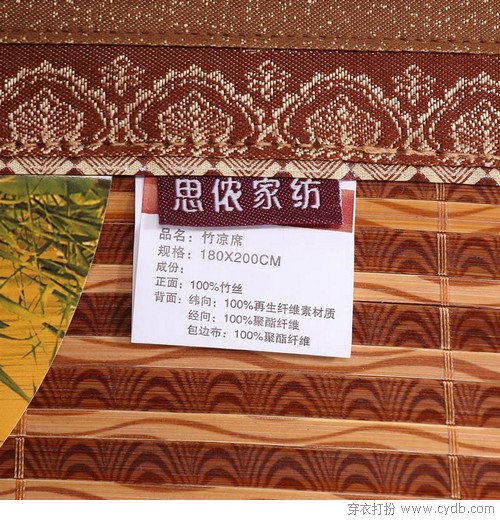 思侬家纺
品名：竹凉席
规格：180X200CM
成份：
正面：100%竹丝
背面：纬向：100%再生纤维素材质
经向：100%聚酯纤维
包边布：100%聚酯纤维
穿衣打扮 www.cydb.com